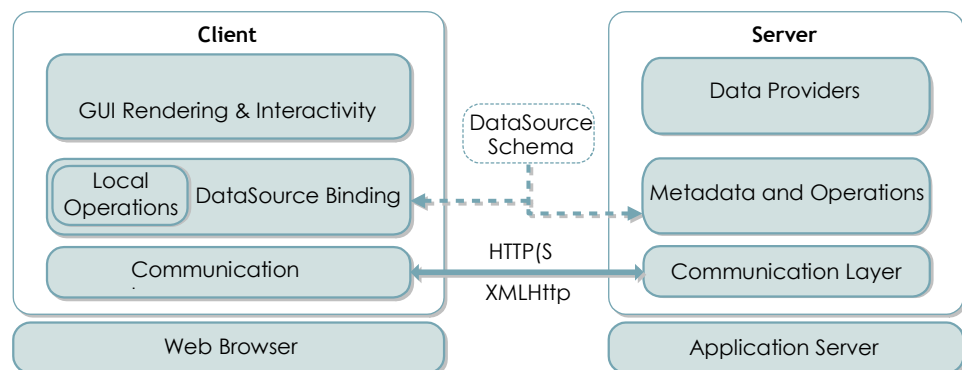 Client
GUI Rendering & Interactivity
Local
Operations
DataSource Binding
Communication
Web Browser
DataSource
Schema
HTTP(S
XMLHttp
Server
Data Providers
Metadata and Operations
Communication Layer
Application Server